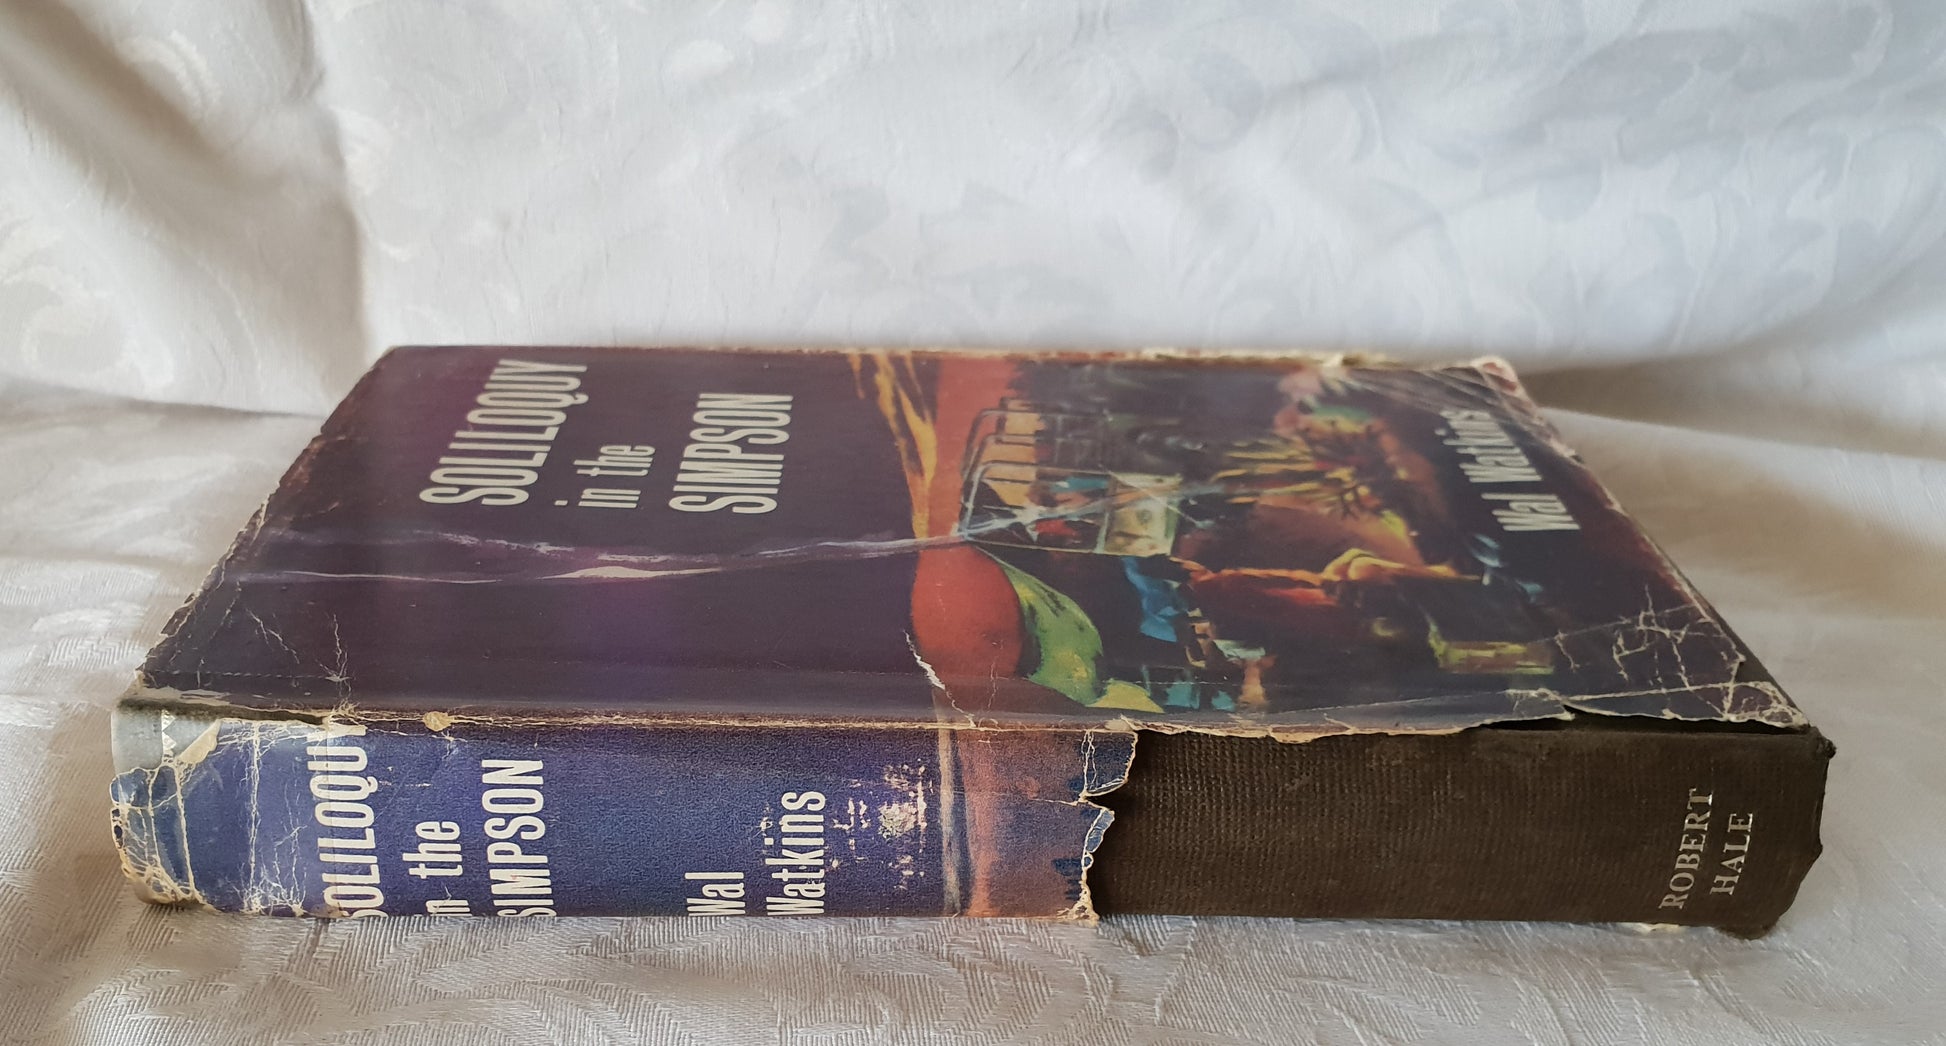 SOLILOQUY
in the
SIMPSON
Wal Watkins
SOLILOQUY
in the
SIMPSON
Wal
Watkins
ROBERT
HALE